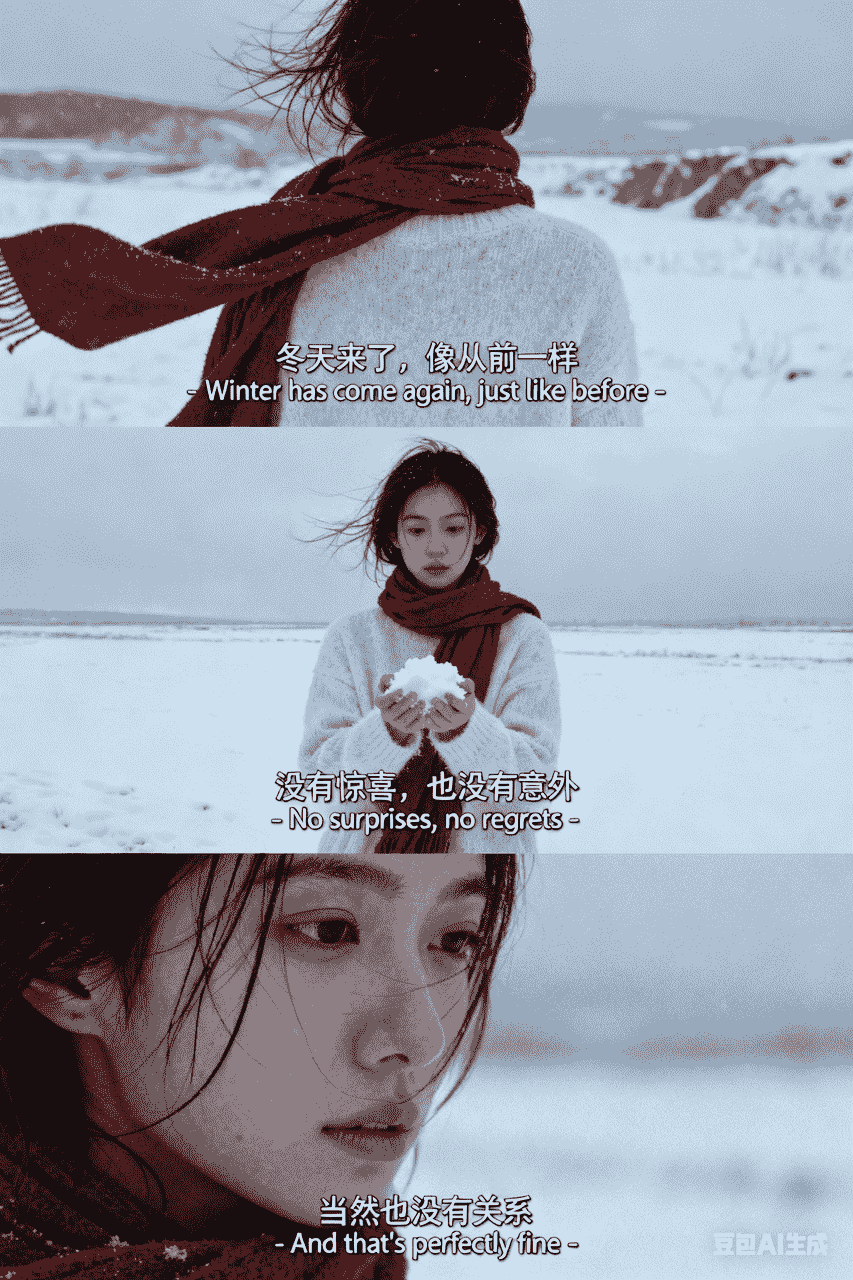 冬天来了，像从前一样
- Winter has come again, just like before -
没有惊喜，也没有意外
- No surprises, no regrets -
当然也没有关系
- And that's perfectly fine -
豆包AI生成